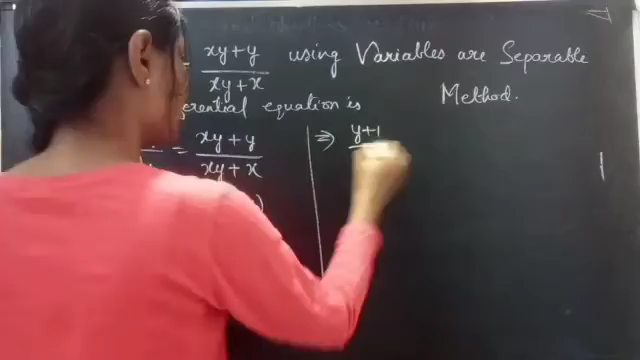 = xy+y / xy+x using Variables are Separable
Method.
erential equation is
= xy+y / xy+x
⇒ y+1